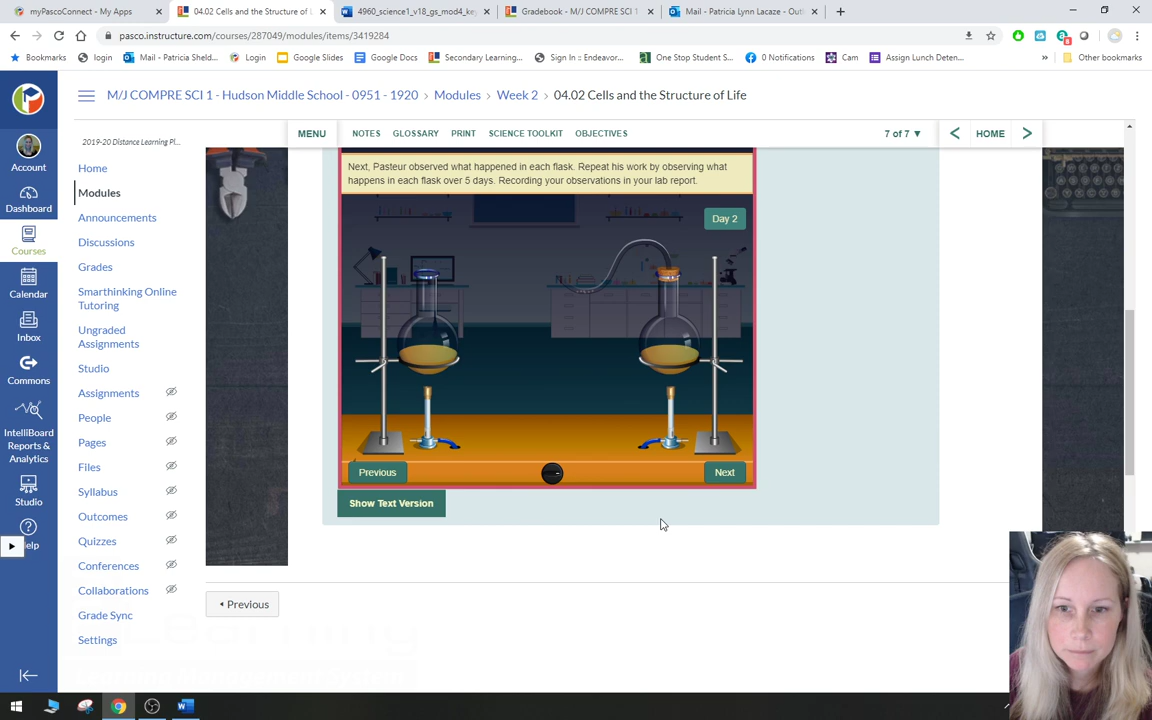 myPascoConnect - My Apps
04.02 Cells and the Structure of L
4960_science1_v18_gs_mod4_ke
Gradebook - M/J COMPRE SCI 1
Mail - Patricia Lynn Lacaze - Out
pasco.instructure.com/courses/287049/modules/items/3419284
Bookmarks
login
Mail - Patricia Sheld...
Login
Google Slides
Google Docs
Secondary Learning...
Sign In :: Endeavor...
One Stop Student S...
0 Notifications
Cam
Assign Lunch Deten...
»
Other bookmarks
M/J COMPRE SCI 1 - Hudson Middle School - 0951 - 1920 > Modules > Week 2 > 04.02 Cells and the Structure of Life
Account
Dashboard
Courses
Calendar
Inbox
Commons
IntelliBoard
Reports &
Analytics
Studio
elp
2019-20 Distance Learning Pl...
Home
Modules
Announcements
Discussions
Grades
Smarthinking Online
Tutoring
Ungraded
Assignments
Studio
Assignments
People
Pages
Files
Syllabus
Outcomes
Quizzes
Conferences
Collaborations
Grade Sync
Settings
MENU
NOTES
GLOSSARY
PRINT
SCIENCE TOOLKIT
OBJECTIVES
7 of 7 ▼
HOME
Next, Pasteur observed what happened in each flask. Repeat his work by observing what
happens in each flask over 5 days. Recording your observations in your lab report.
Day 2
Previous
Next
Show Text Version
Previous